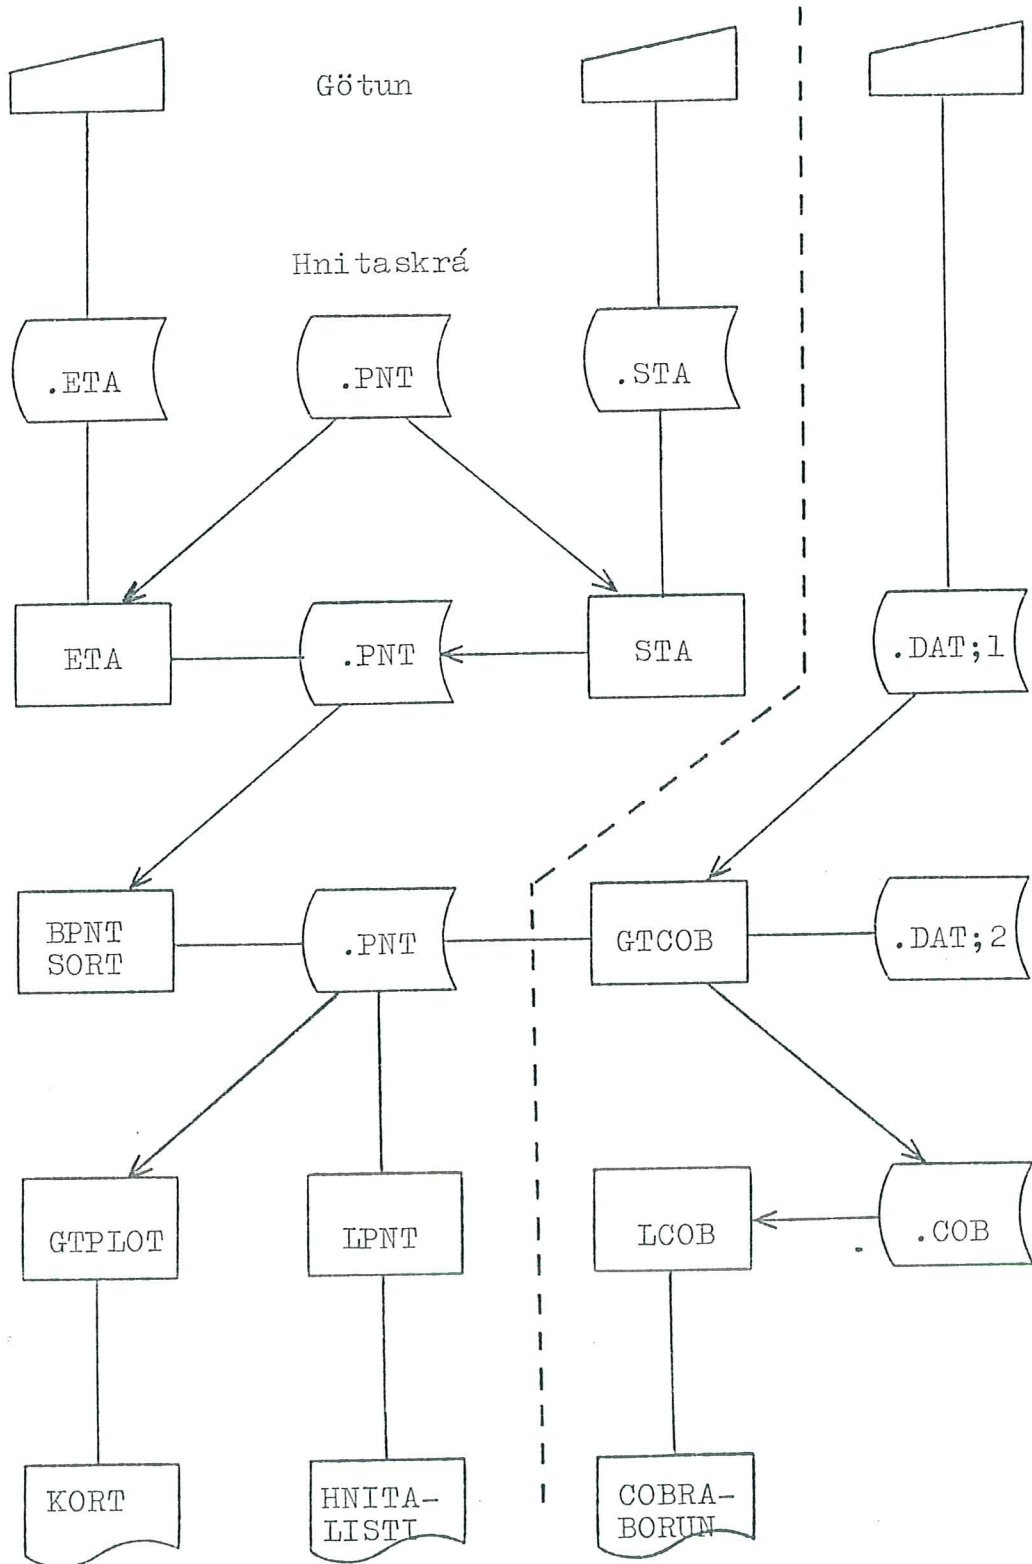 Götun
Hnitaskrá
.ETA
.PNT
.STA
ETA
.PNT
STA
.DAT;1
BPNT
SORT
.PNT
GTCOB
.DAT;2
GTPLOT
LPNT
LCOB
.COB
KORT
HNITA-
LISTI
COBRA-
BORUN